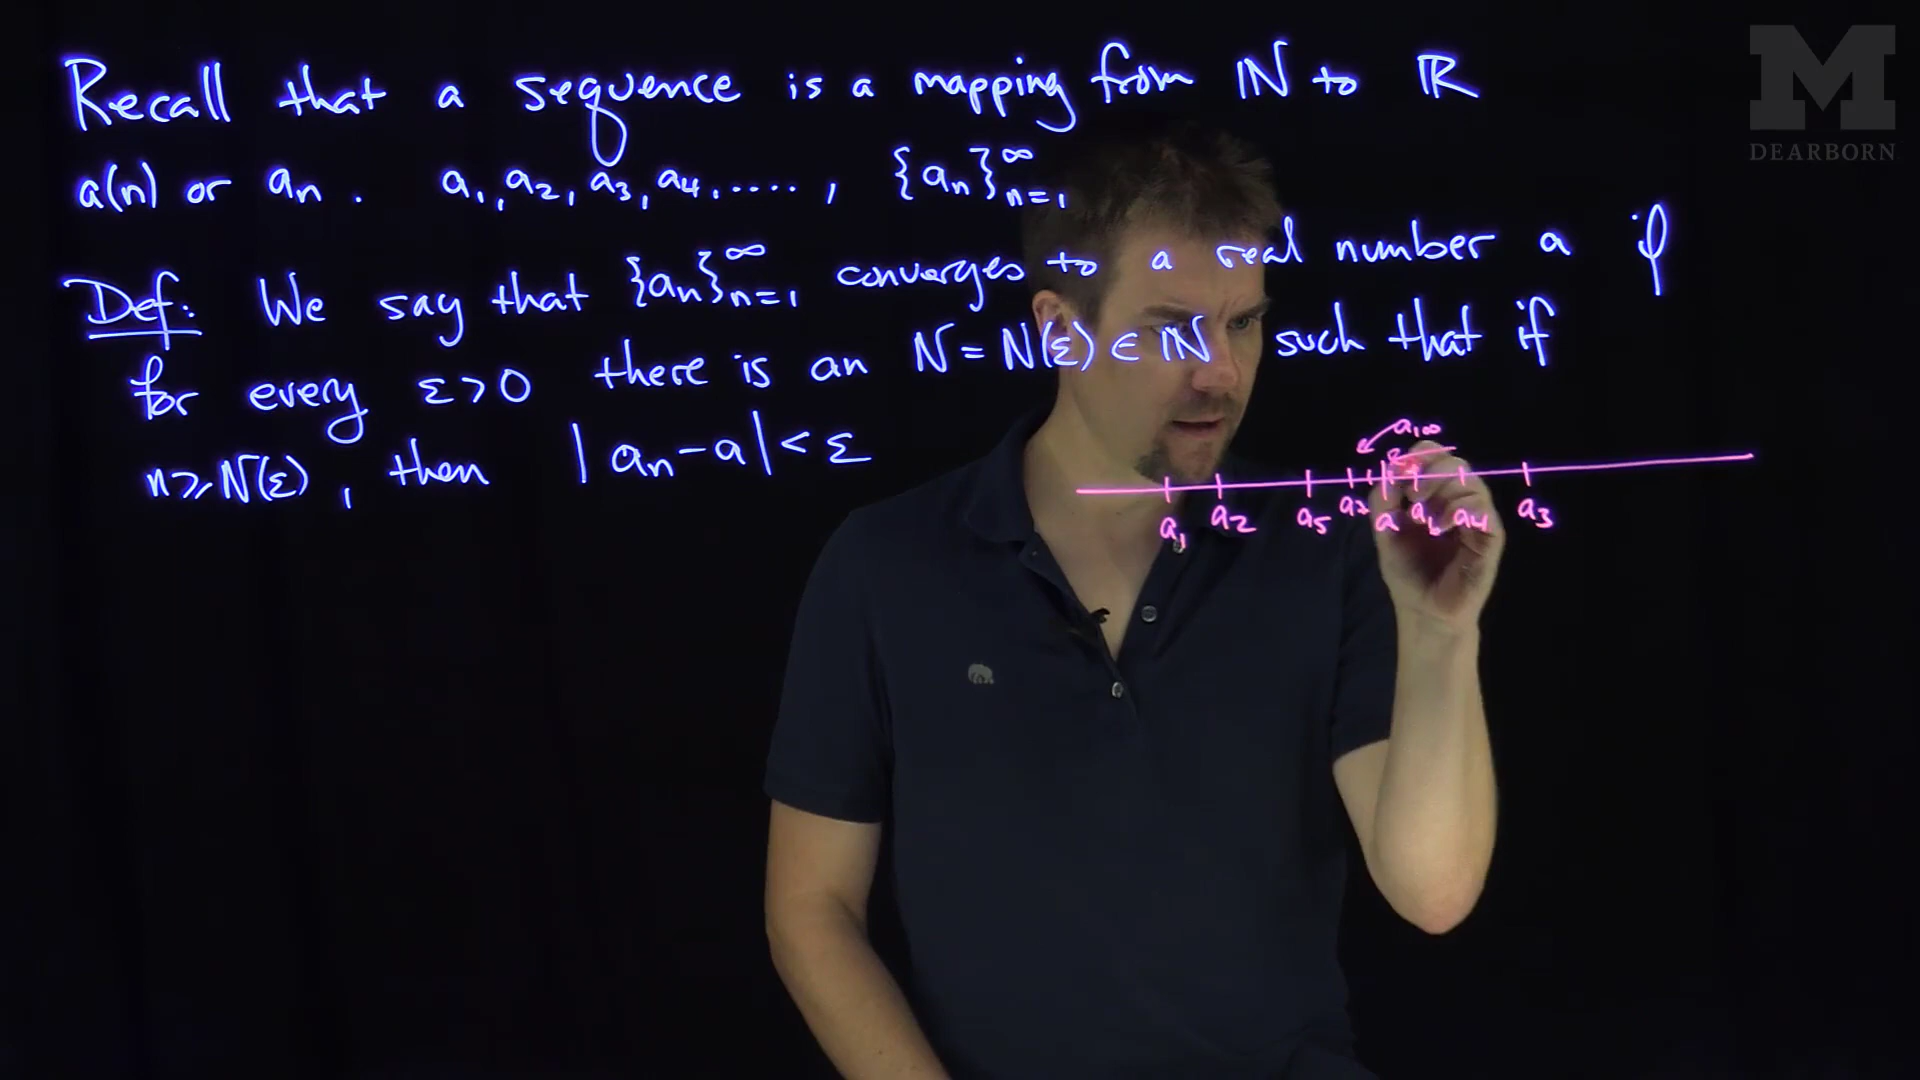 Recall that a sequence is a mapping from ℕ to ℝ
a(n) or aₙ. a₁, a₂, a₃, a₄, ....., {aₙ}ₙ₌₁^∞
Def: We say that {aₙ}ₙ₌₁^∞ converges to a real number a if
for every ε>0 there is an N=N(ε)∈ℕ such that if
n≥N(ε), then |aₙ-a|<ε
a₁₀₀
a₁ a₂ a₅ a₇ a a₆ a₄ a₃
M
DEARBORN